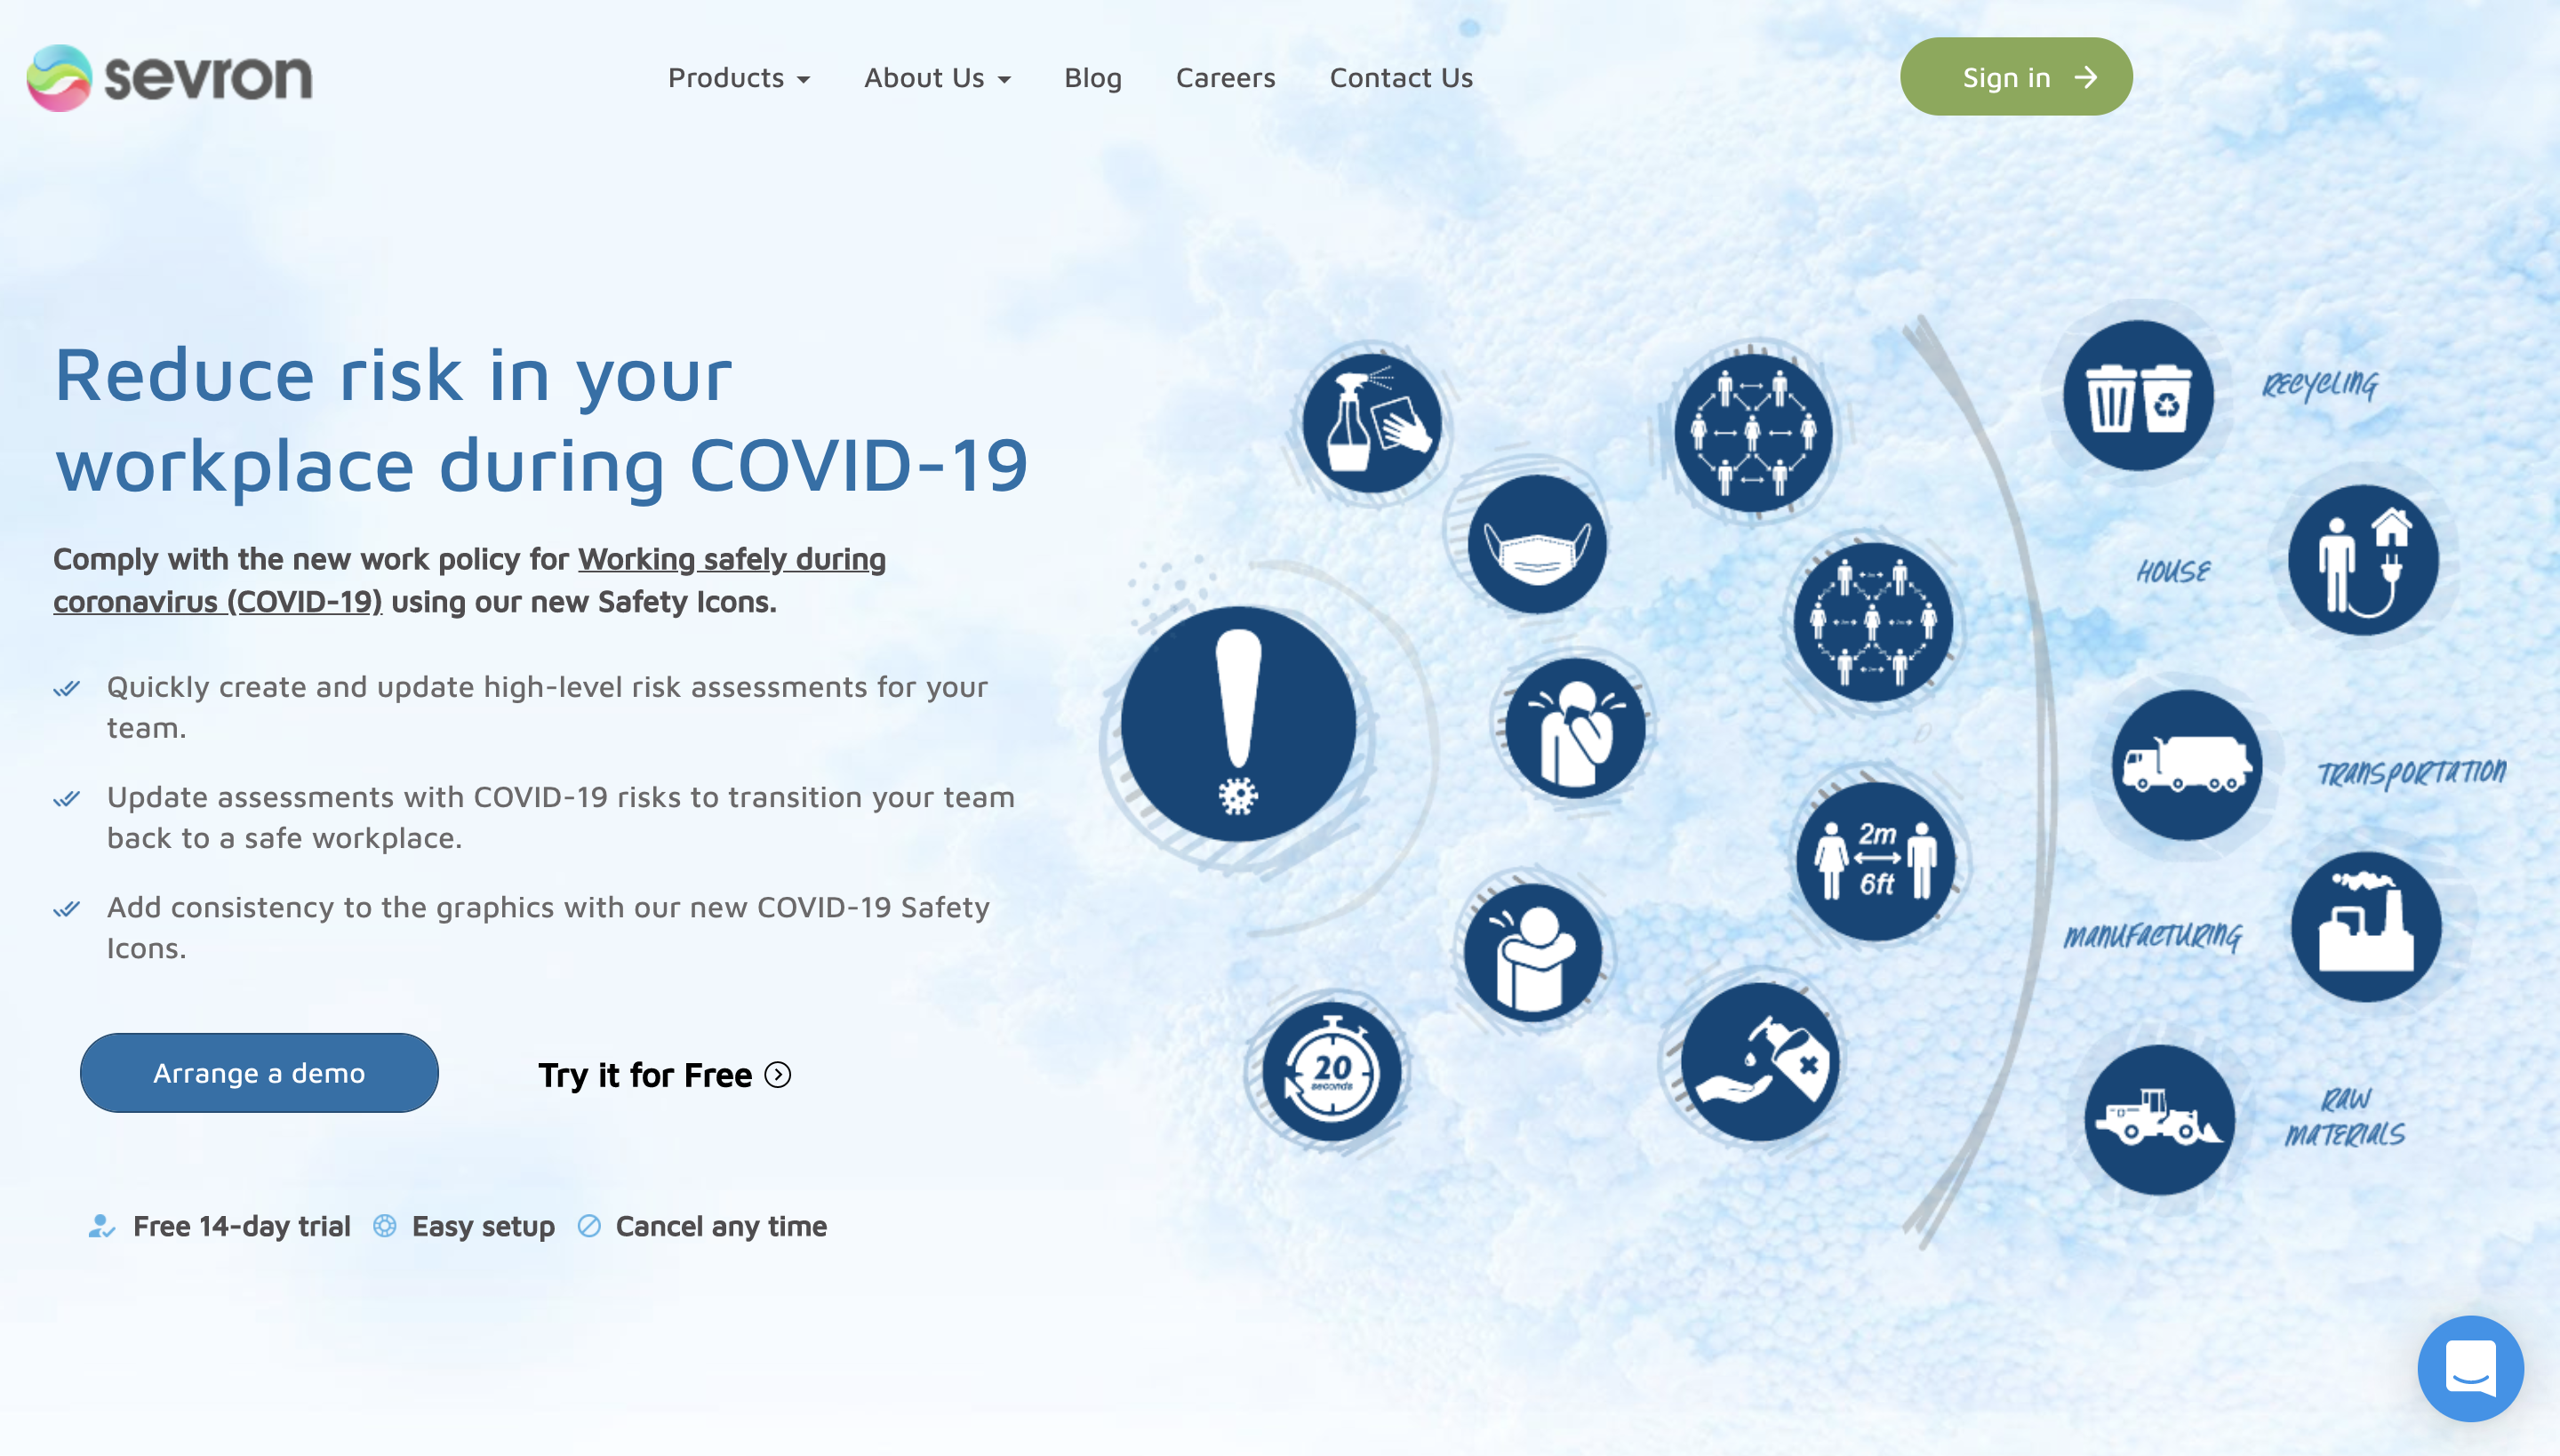 sevron
Products
About Us
Blog
Careers
Contact Us
Sign in
Reduce risk in your
workplace during COVID-19
Comply with the new work policy for Working safely during
coronavirus (COVID-19) using our new Safety Icons.
Quickly create and update high-level risk assessments for your
team.
Update assessments with COVID-19 risks to transition your team
back to a safe workplace.
Add consistency to the graphics with our new COVID-19 Safety
Icons.
Arrange a demo
Try it for Free
Free 14-day trial
Easy setup
Cancel any time
2m
6ft
20
seconds
RECYCLING
HOUSE
TRANSPORTATION
MANUFACTURING
RAW
MATERIALS